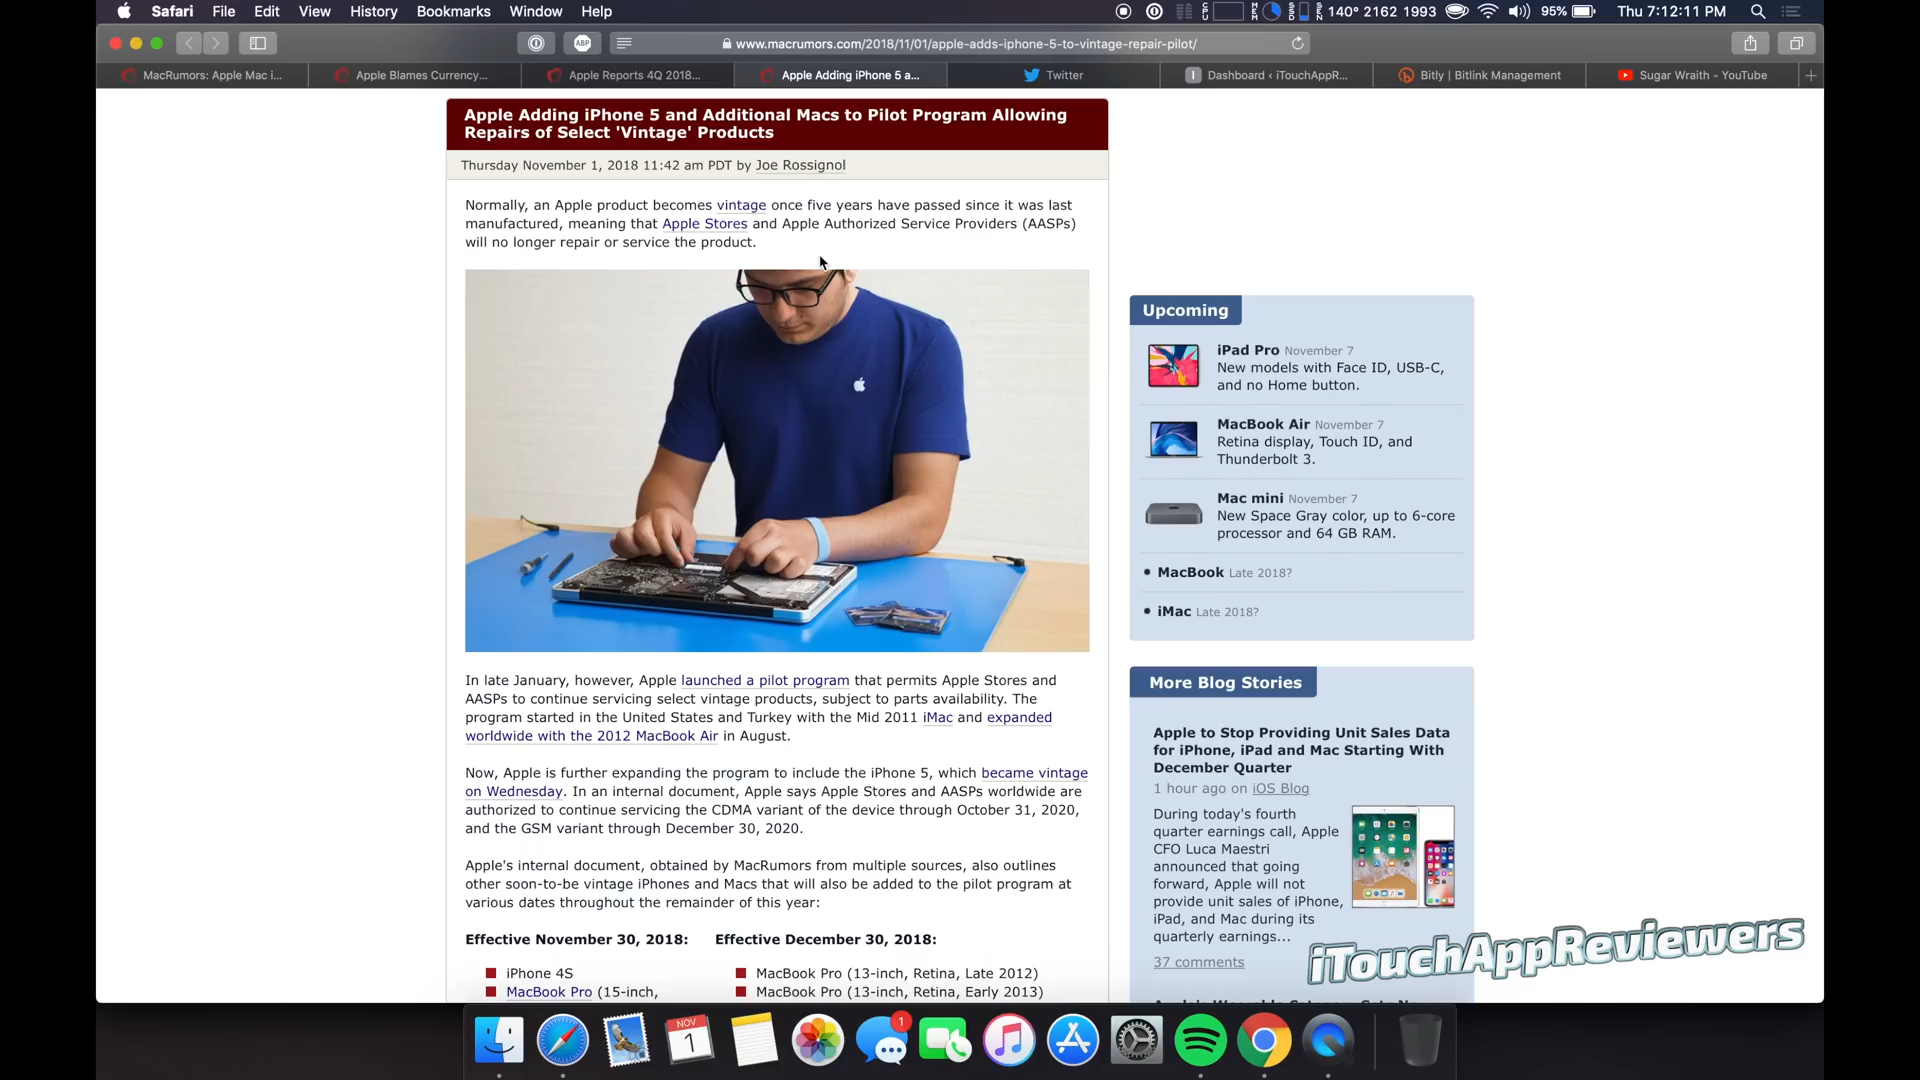 Safari File Edit View History Bookmarks Window Help
140° 2162 1993 95% Thu 7:12:11 PM
ABP
www.macrumors.com/2018/11/01/apple-adds-iphone-5-to-vintage-repair-pilot/
MacRumors: Apple Mac i... Apple Blames Currency... Apple Reports 4Q 2018... Apple Adding iPhone 5 a... Twitter Dashboard ‹ iTouchAppR... Bitly | Bitlink Management Sugar Wraith - YouTube
Apple Adding iPhone 5 and Additional Macs to Pilot Program Allowing
Repairs of Select 'Vintage' Products
Thursday November 1, 2018 11:42 am PDT by Joe Rossignol
Normally, an Apple product becomes vintage once five years have passed since it was last
manufactured, meaning that Apple Stores and Apple Authorized Service Providers (AASPs)
will no longer repair or service the product.
In late January, however, Apple launched a pilot program that permits Apple Stores and
AASPs to continue servicing select vintage products, subject to parts availability. The
program started in the United States and Turkey with the Mid 2011 iMac and expanded
worldwide with the 2012 MacBook Air in August.
Now, Apple is further expanding the program to include the iPhone 5, which became vintage
on Wednesday. In an internal document, Apple says Apple Stores and AASPs worldwide are
authorized to continue servicing the CDMA variant of the device through October 31, 2020,
and the GSM variant through December 30, 2020.
Apple's internal document, obtained by MacRumors from multiple sources, also outlines
other soon-to-be vintage iPhones and Macs that will also be added to the pilot program at
various dates throughout the remainder of this year:
Effective November 30, 2018:
iPhone 4S
MacBook Pro (15-inch,
Effective December 30, 2018:
MacBook Pro (13-inch, Retina, Late 2012)
MacBook Pro (13-inch, Retina, Early 2013)
Upcoming
iPad Pro November 7
New models with Face ID, USB-C,
and no Home button.
MacBook Air November 7
Retina display, Touch ID, and
Thunderbolt 3.
Mac mini November 7
New Space Gray color, up to 6-core
processor and 64 GB RAM.
MacBook Late 2018?
iMac Late 2018?
More Blog Stories
Apple to Stop Providing Unit Sales Data
for iPhone, iPad and Mac Starting With
December Quarter
1 hour ago on iOS Blog
During today's fourth
quarter earnings call, Apple
CFO Luca Maestri
announced that going
forward, Apple will not
provide unit sales of iPhone,
iPad, and Mac during its
quarterly earnings...
37 comments
iTouchAppReviewers
NOV
1
1